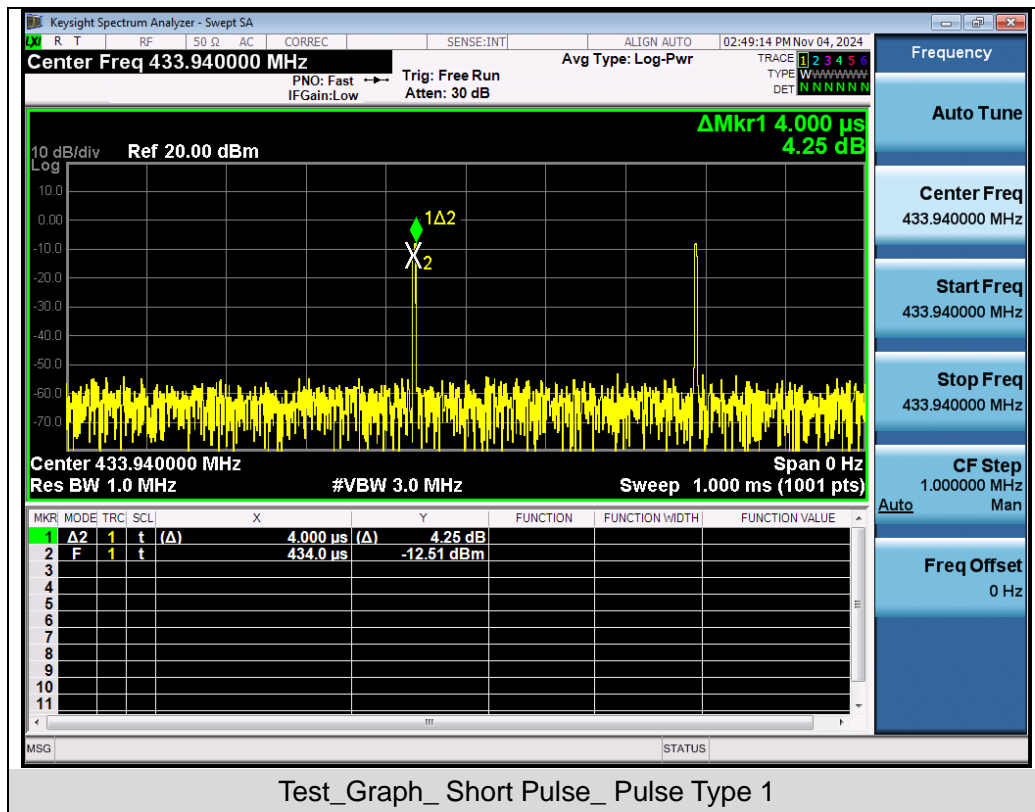 Keysight Spectrum Analyzer - Swept SA
LXI R T RF 50 Ω AC CORREC SENSE:INT ALIGN AUTO 02:49:14 PM Nov 04, 2024
Center Freq 433.940000 MHz
PNO: Fast
IFGain:Low
Trig: Free Run
Atten: 30 dB
Avg Type: Log-Pwr
TRACE 1 2 3 4 5 6
TYPE WWWWWW
DET N N N N N N
ΔMkr1 4.000 µs
4.25 dB
10 dB/div Ref 20.00 dBm
Log
10.0
0.00
-10.0
-20.0
-30.0
-40.0
-50.0
-60.0
-70.0
1Δ2
2
Center 433.940000 MHz Span 0 Hz
Res BW 1.0 MHz #VBW 3.0 MHz Sweep 1.000 ms (1001 pts)
MKR MODE TRC SCL X Y FUNCTION FUNCTION WIDTH FUNCTION VALUE
1 Δ2 1 t (Δ) 4.000 µs (Δ) 4.25 dB
2 F 1 t 434.0 µs -12.51 dBm
3
4
5
6
7
8
9
10
11
MSG STATUS
Frequency
Auto Tune
Center Freq
433.940000 MHz
Start Freq
433.940000 MHz
Stop Freq
433.940000 MHz
CF Step
1.000000 MHz
Auto Man
Freq Offset
0 Hz
Test_Graph_ Short Pulse_ Pulse Type 1